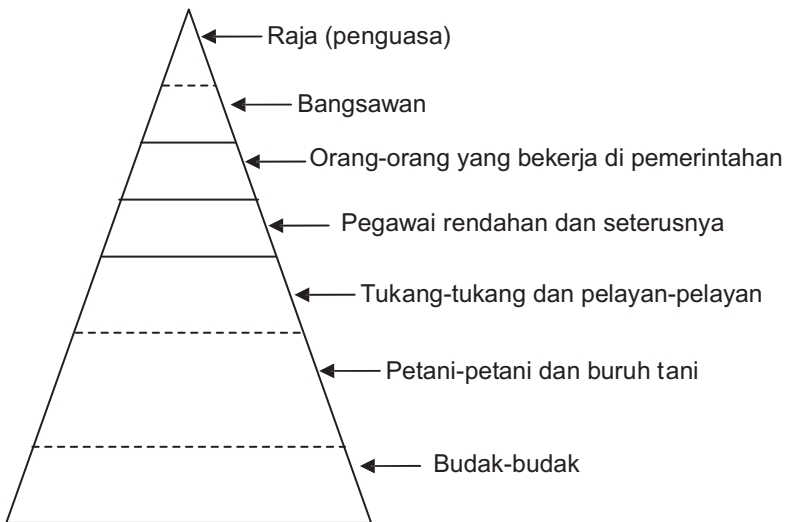 Raja (penguasa)
Bangsawan
Orang-orang yang bekerja di pemerintahan
Pegawai rendahan dan seterusnya
Tukang-tukang dan pelayan-pelayan
Petani-petani dan buruh tani
Budak-budak